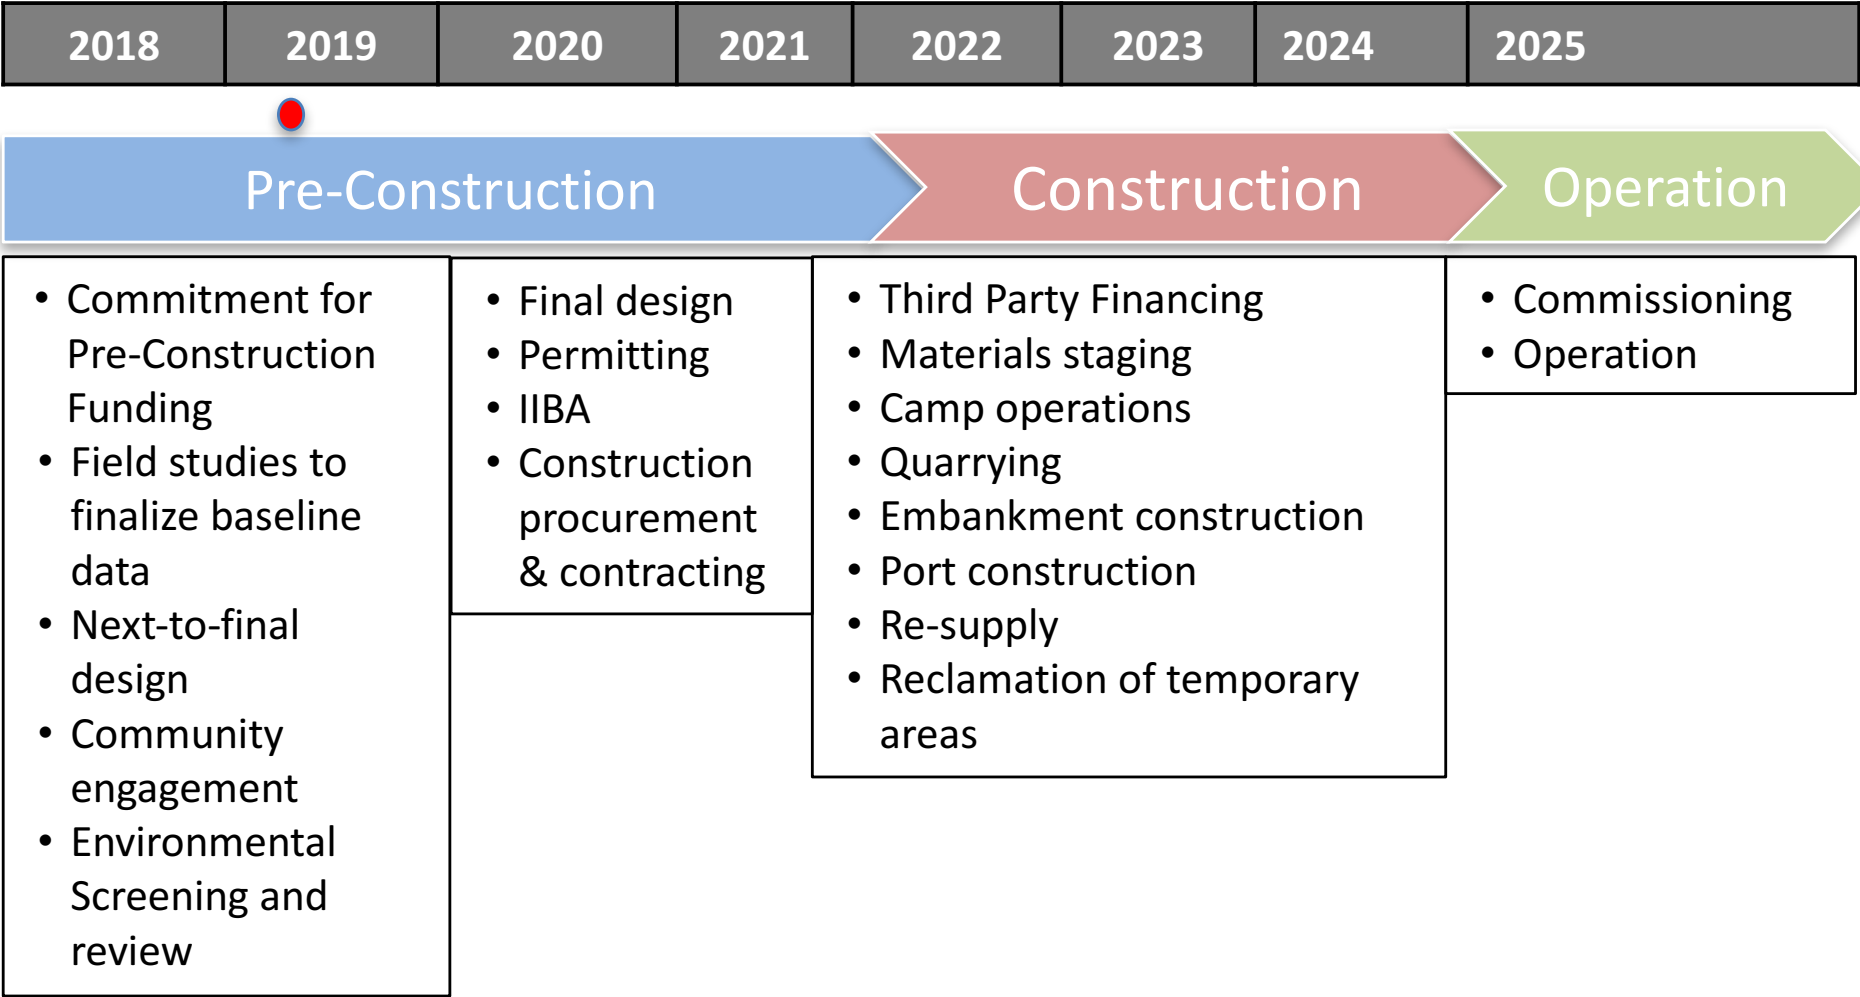 2018 2019 2020 2021 2022 2023 2024 2025
Pre-Construction
Construction
Operation
• Commitment for
Pre-Construction
Funding
• Field studies to
finalize baseline
data
• Next-to-final
design
• Community
engagement
• Environmental
Screening and
review
• Final design
• Permitting
• IIBA
• Construction
procurement
& contracting
• Third Party Financing
• Materials staging
• Camp operations
• Quarrying
• Embankment construction
• Port construction
• Re-supply
• Reclamation of temporary
areas
• Commissioning
• Operation